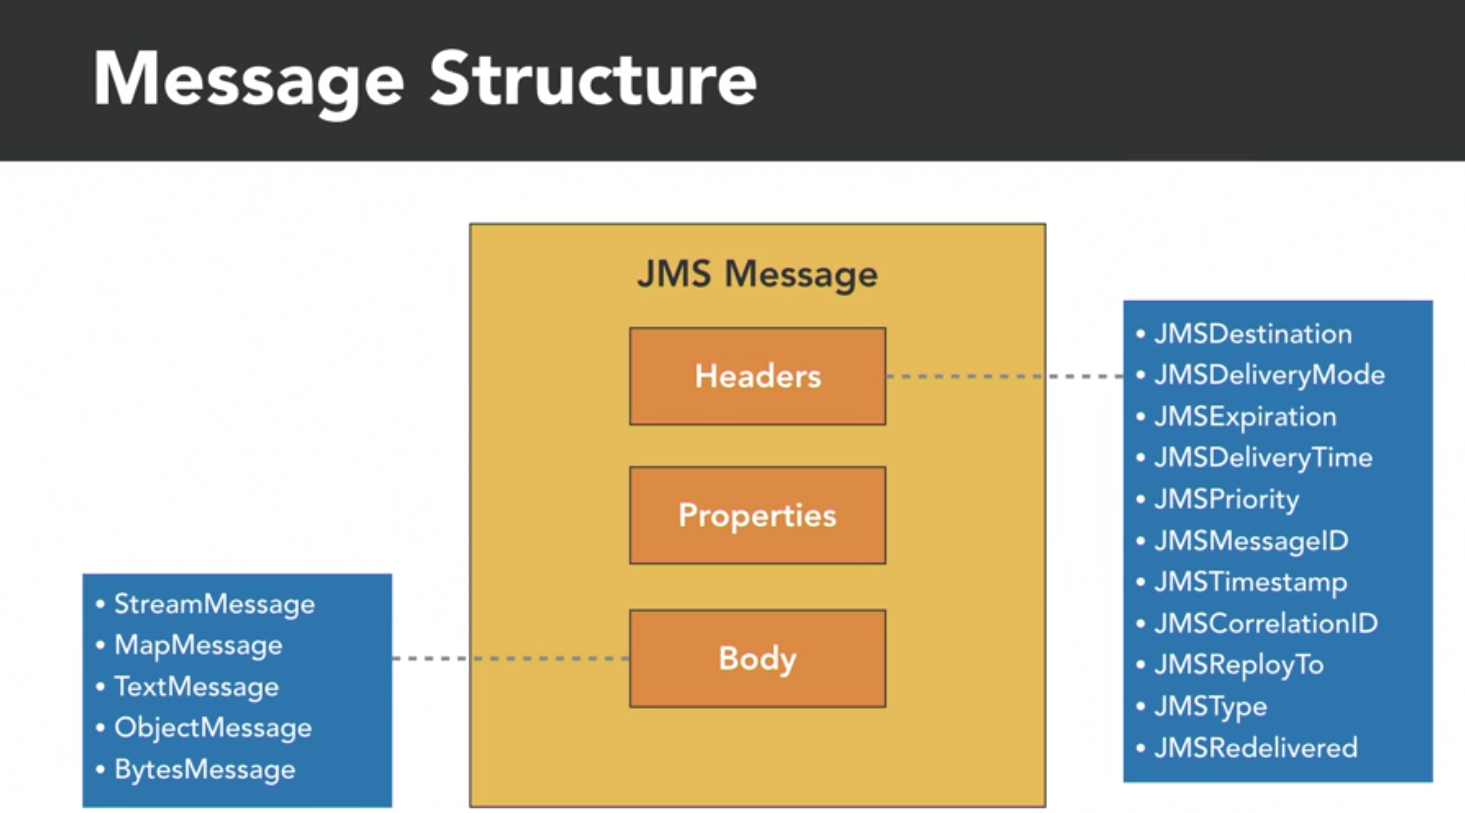 Message Structure
JMS Message
Headers
Properties
Body
• StreamMessage
• MapMessage
• TextMessage
• ObjectMessage
• BytesMessage
• JMSDestination
• JMSDeliveryMode
• JMSExpiration
• JMSDeliveryTime
• JMSPriority
• JMSMessageID
• JMSTimestamp
• JMSCorrelationID
• JMSReployTo
• JMSType
• JMSRedelivered